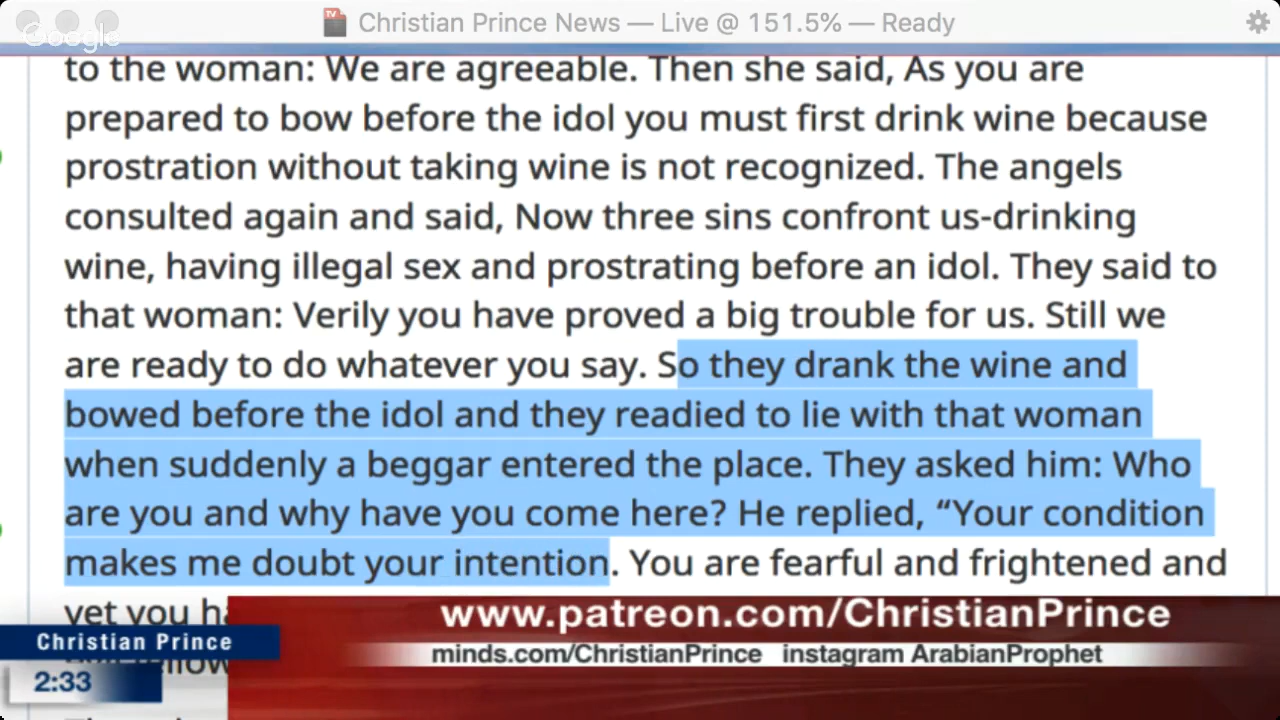 Christian Prince News — Live @ 151.5% — Ready
Google
TV
to the woman: We are agreeable. Then she said, As you are
prepared to bow before the idol you must first drink wine because
prostration without taking wine is not recognized. The angels
consulted again and said, Now three sins confront us-drinking
wine, having illegal sex and prostrating before an idol. They said to
that woman: Verily you have proved a big trouble for us. Still we
are ready to do whatever you say. So they drank the wine and
bowed before the idol and they readied to lie with that woman
when suddenly a beggar entered the place. They asked him: Who
are you and why have you come here? He replied, “Your condition
makes me doubt your intention. You are fearful and frightened and
yet you
www.patreon.com/ChristianPrince
Christian Prince
minds.com/ChristianPrince instagram ArabianProphet
2:33